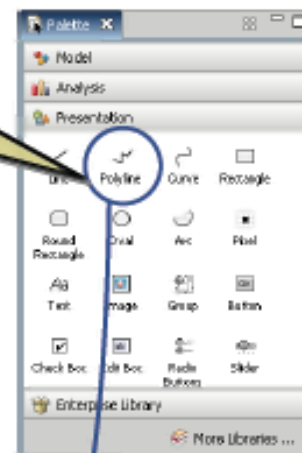 Palette
Model
Analysis
Presentation
Line Polyline Curve Rectangle
Round Oval Arc Pixel
Rectangle
Text Image Group Button
Check Box Edit Box Radio Slider
Buttons
Enterprise Library
More Libraries ...